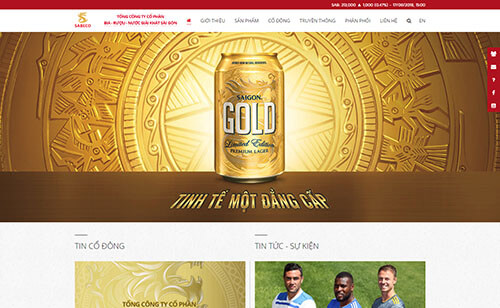 SAB: 210,000 ▲ 1,000 (0.47%) - 17/08/2018, 15:00
SABECO
TỔNG CÔNG TY CỔ PHẦN
BIA - RƯỢU - NƯỚC GIẢI KHÁT SÀI GÒN
GIỚI THIỆU
SẢN PHẨM
CỔ ĐÔNG
TRUYỀN THÔNG
PHÂN PHỐI
LIÊN HỆ
EN
SAIGON
GOLD
Limited Edition
PREMIUM LAGER
TINH TẾ MỘT ĐẲNG CẤP
TIN CỔ ĐÔNG
TIN TỨC - SỰ KIỆN
TỔNG CÔNG TY CỔ PHẦN